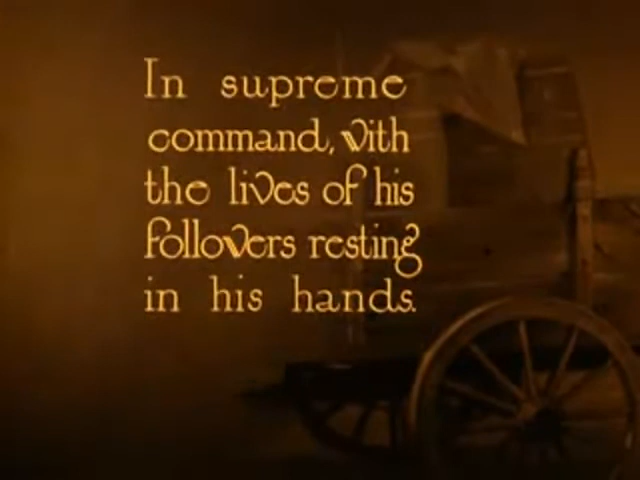 In supreme
command, with
the lives of his
followers resting
in his hands.